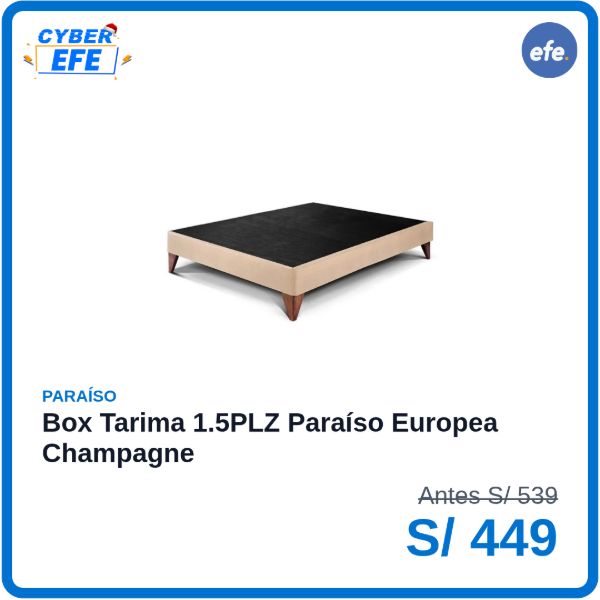 CYBER
EFE
efe.
PARAÍSO
Box Tarima 1.5PLZ Paraíso Europea
Champagne
Antes S/ 539
S/ 449